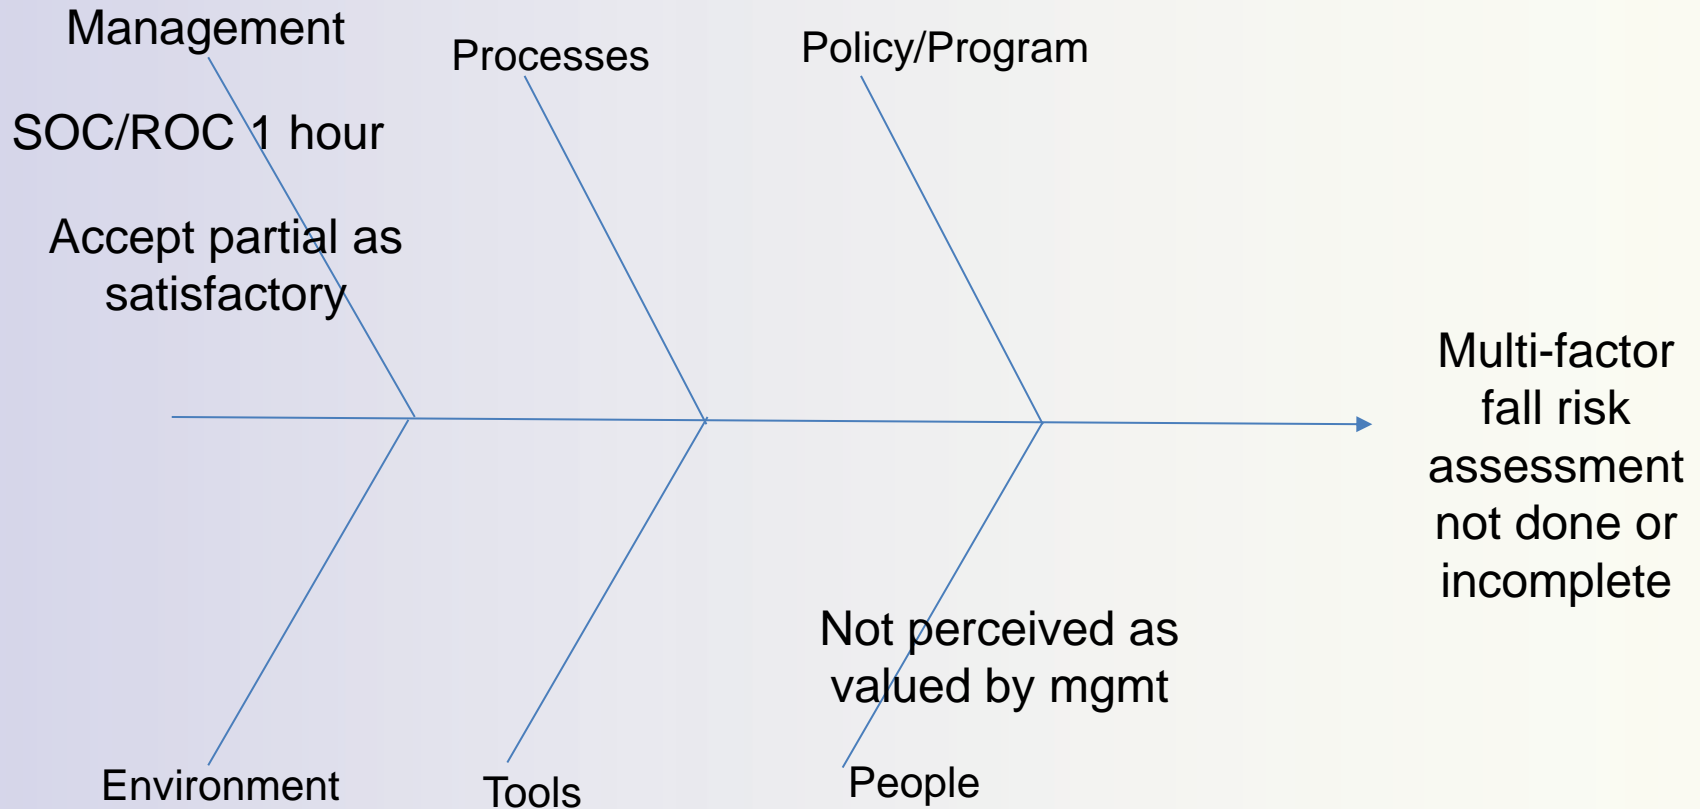 Management
Processes
Policy/Program
SOC/ROC 1 hour
Accept partial as
satisfactory
Multi-factor
fall risk
assessment
not done or
incomplete
Not perceived as
valued by mgmt
Environment
Tools
People